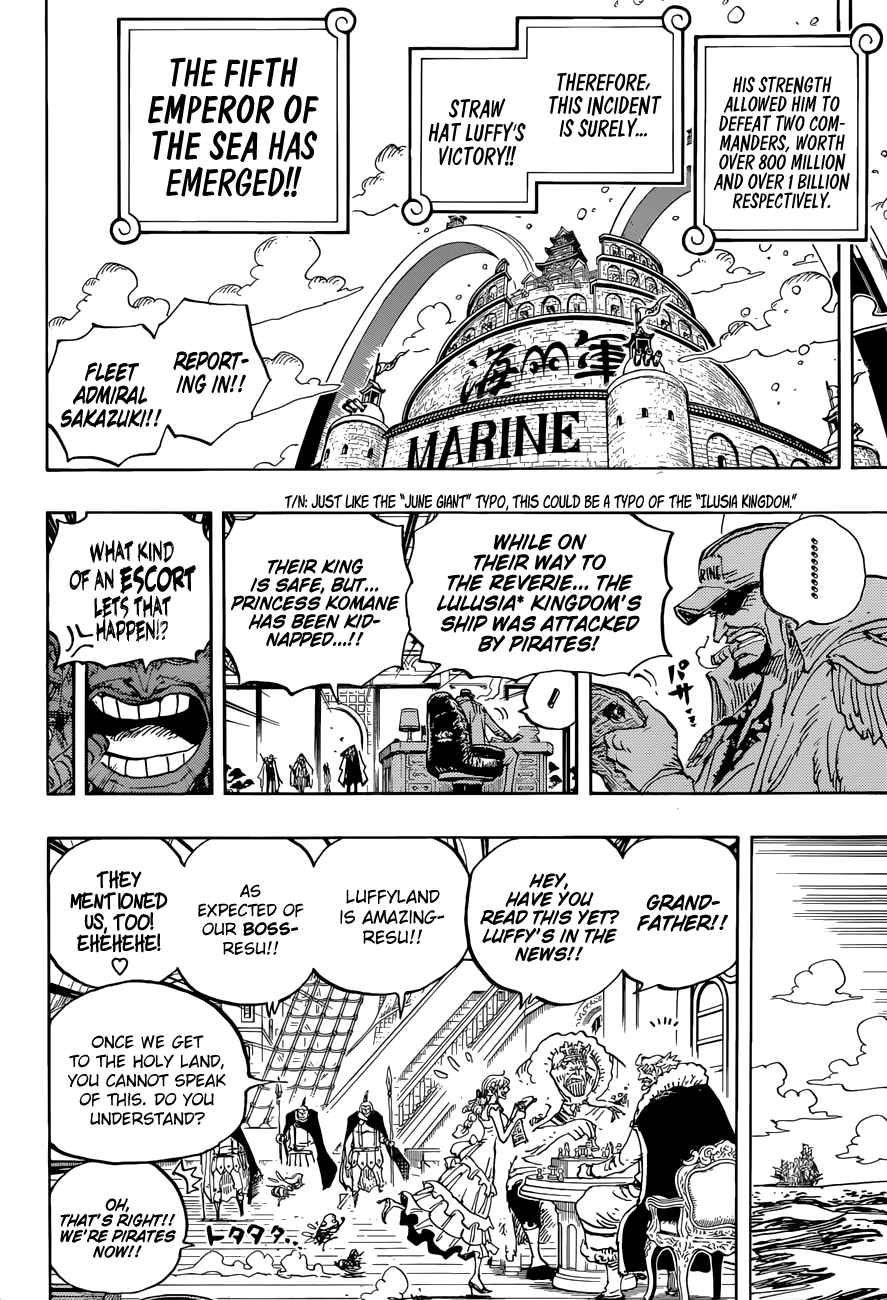 HIS STRENGTH
ALLOWED HIM TO
DEFEAT TWO COM-
MANDERS, WORTH
OVER 800 MILLION
AND OVER 1 BILLION
RESPECTIVELY.
THEREFORE,
THIS INCIDENT
IS SURELY...
STRAW
HAT LUFFY'S
VICTORY!!
THE FIFTH
EMPEROR OF
THE SEA HAS
EMERGED!!
海軍
MARINE
REPORT-
ING IN!!
FLEET
ADMIRAL
SAKAZUKI!!
T/N: JUST LIKE THE "JUNE GIANT" TYPO, THIS COULD BE A TYPO OF THE "ILUSIA KINGDOM."
..........
RINE
パサ…ッ
WHILE ON
THEIR WAY TO
THE REVERIE... THE
LULUSIA* KINGDOM'S
SHIP WAS ATTACKED
BY PIRATES!
!
THEIR KING
IS SAFE, BUT...
PRINCESS KOMANE
HAS BEEN KID-
NAPPED...!!
WHAT KIND
OF AN ESCORT
LETS THAT
HAPPEN!?
GRAND-
FATHER!!
HEY,
HAVE YOU
READ THIS YET?
LUFFY'S IN THE
NEWS!!
LUFFYLAND
IS AMAZING-
RESU!!
AS
EXPECTED OF
OUR BOSS-
RESU!!
THEY
MENTIONED
US, TOO!
EHEHEHE!
♡
ONCE WE GET
TO THE HOLY LAND,
YOU CANNOT SPEAK
OF THIS. DO YOU
UNDERSTAND?
OH,
THAT'S RIGHT!!
WE'RE PIRATES
NOW!!
トタタタ..